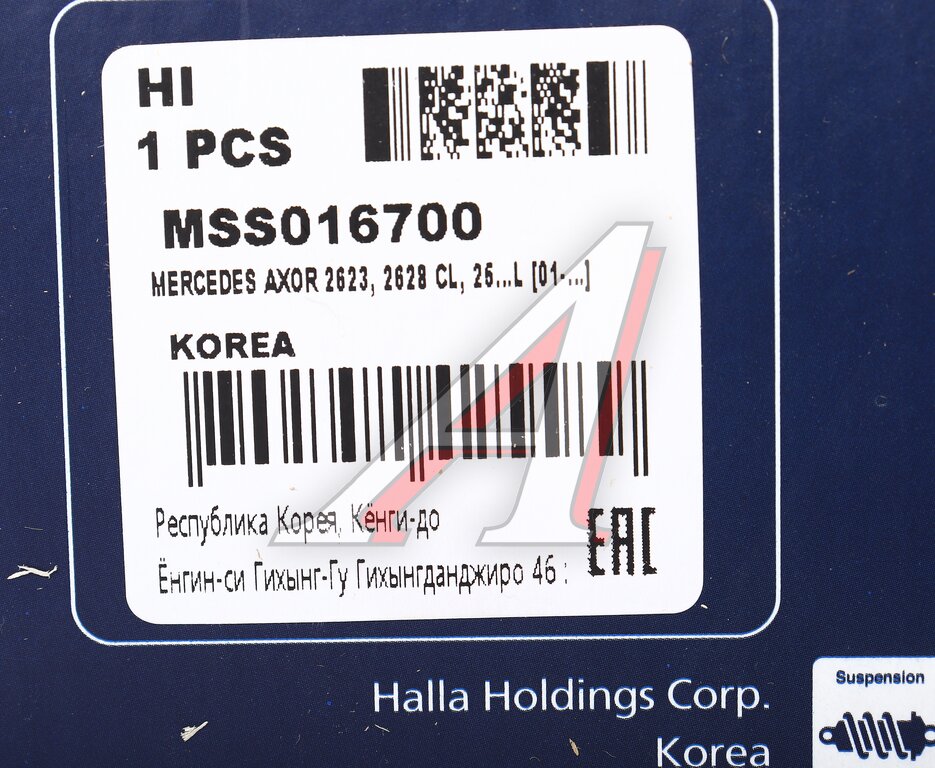 HI
1 PCS
MSS016700
MERCEDES AXOR 2623, 2628 CL, 25...L [01-...]
KOREA
Республика Корея, Кёнги-до
Ёнгин-си Гихынг-Гу Гихынгданджиро 46 :
EAC
Halla Holdings Corp.
Korea
Suspension